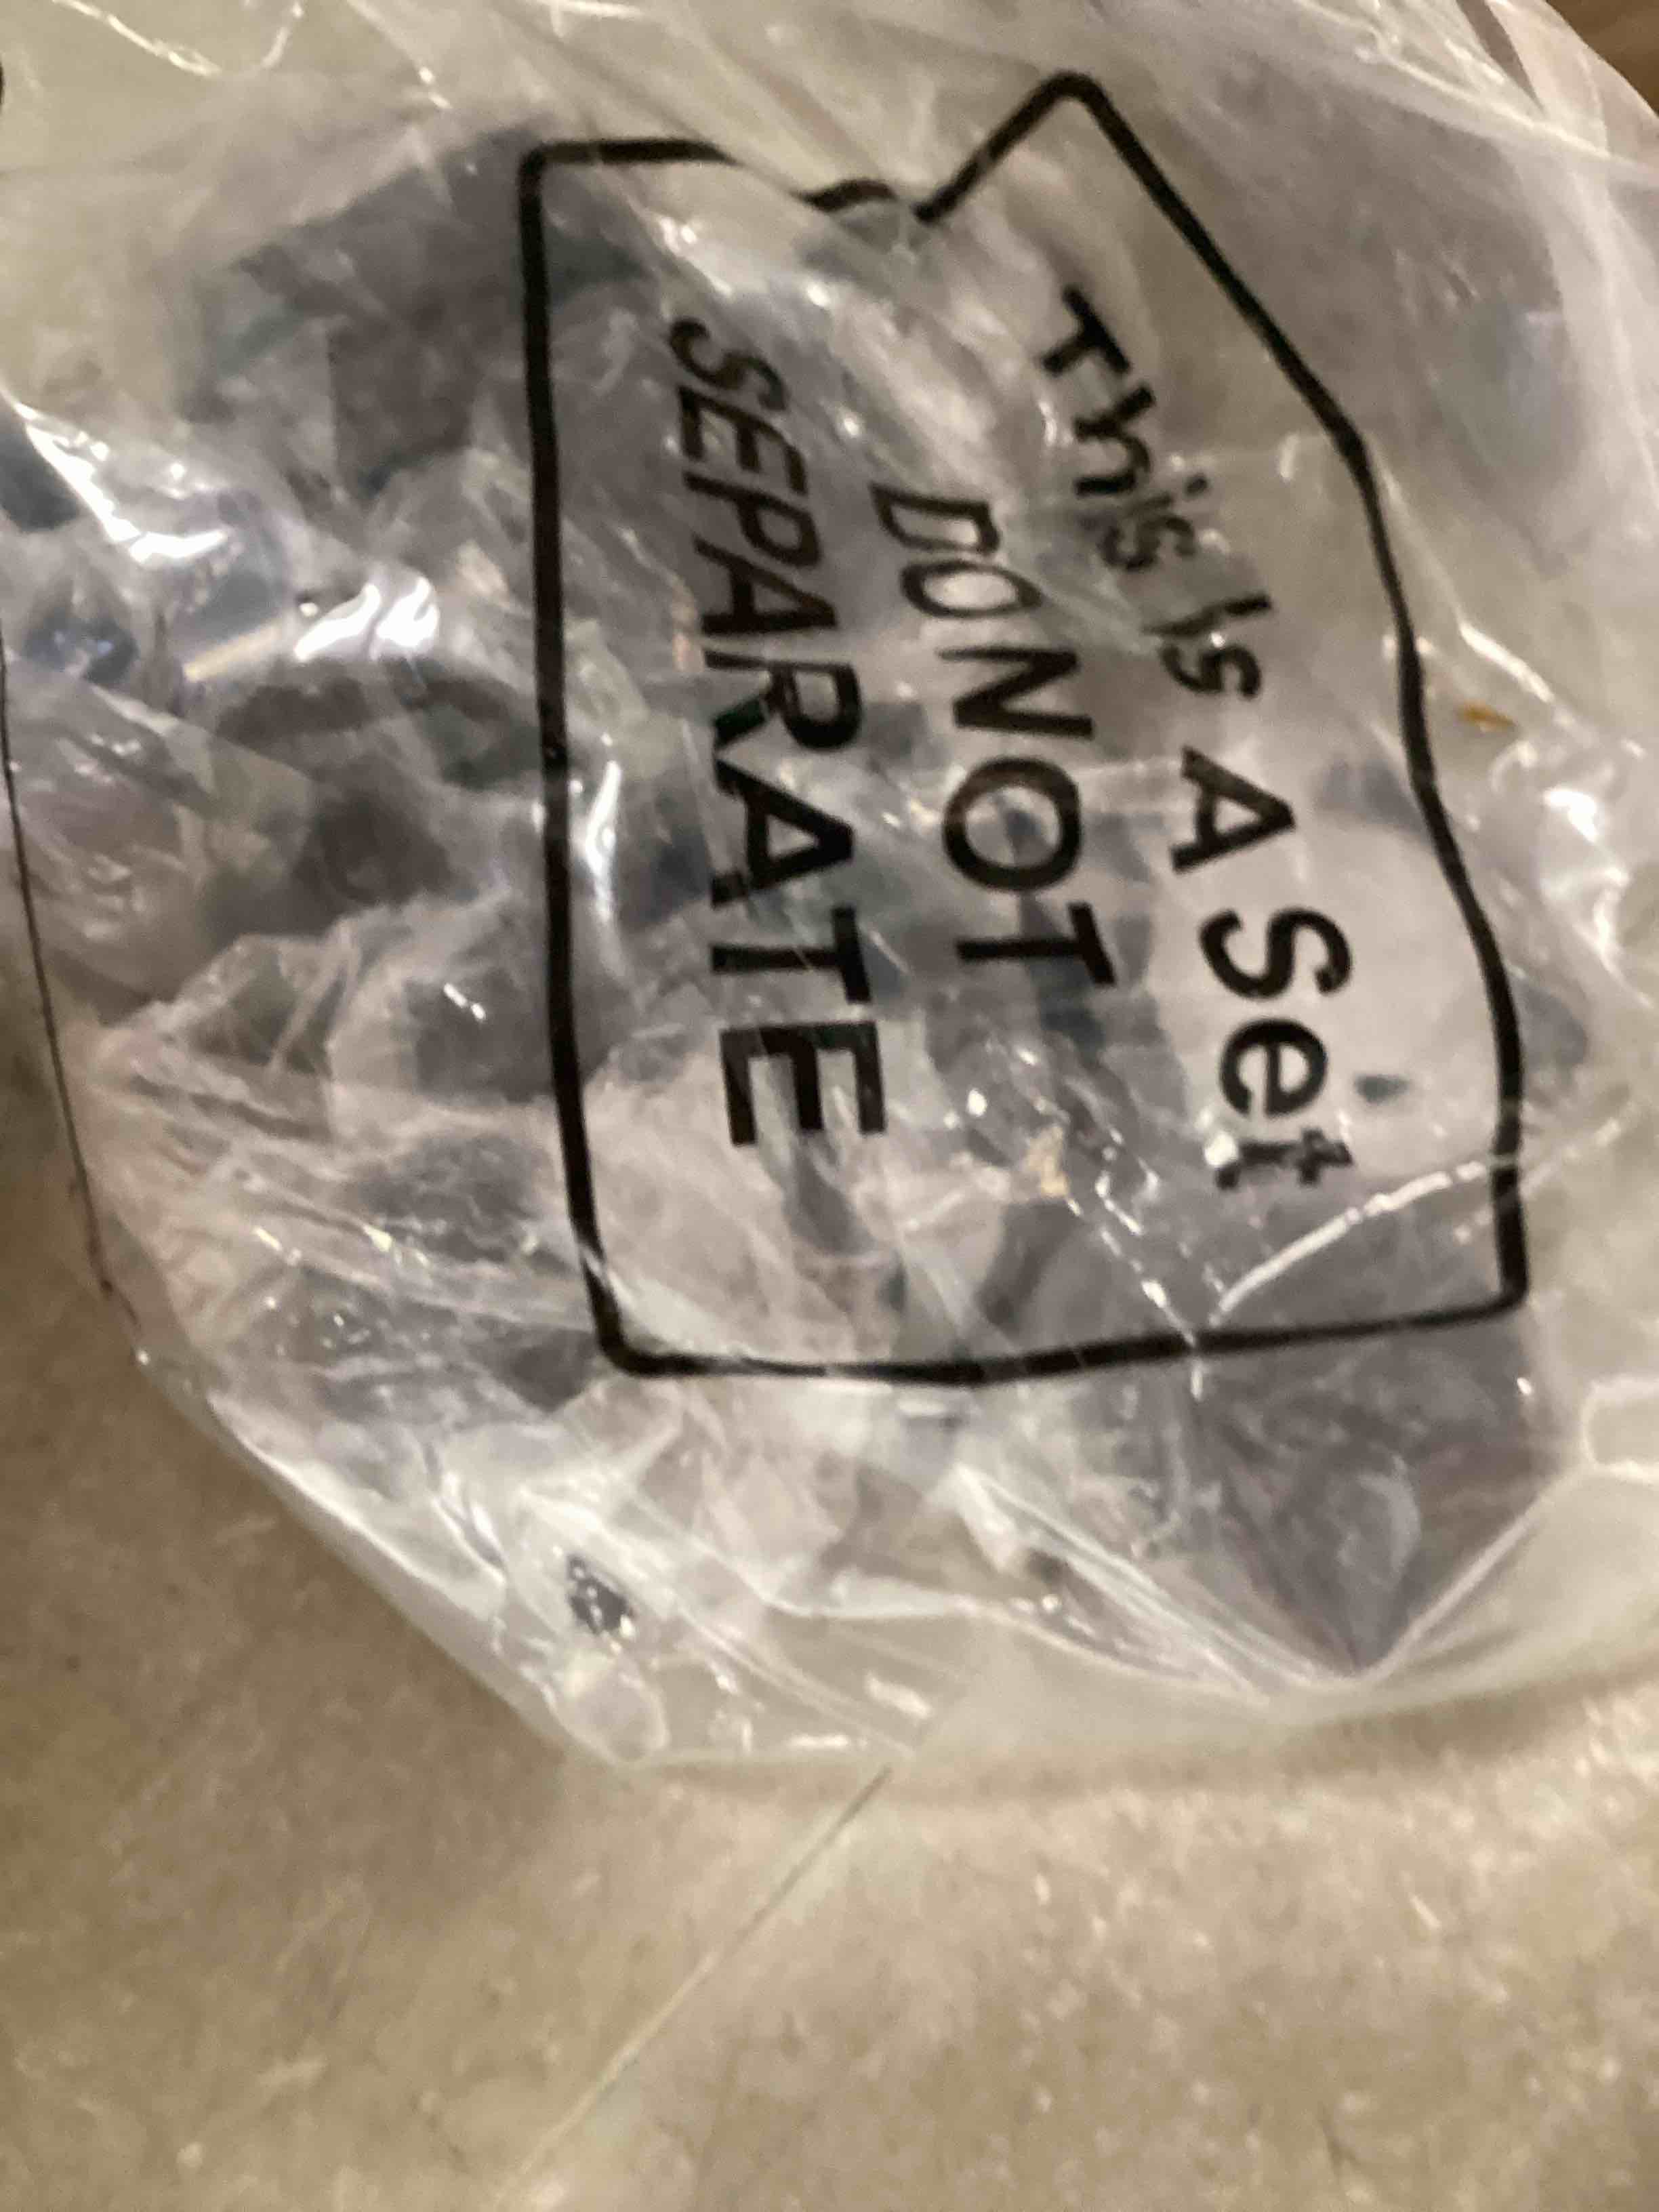 This Is A Set
DO NOT
SEPARATE